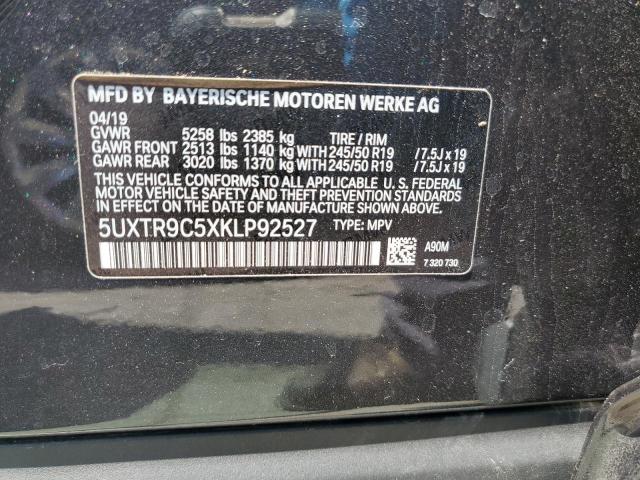 MFD BY BAYERISCHE MOTOREN WERKE AG
04/19
GVWR 5258 lbs 2385 kg TIRE / RIM
GAWR FRONT 2513 lbs 1140 kg WITH 245/50 R19 / 7.5J x 19
GAWR REAR 3020 lbs 1370 kg WITH 245/50 R19 / 7.5J x 19
THIS VEHICLE CONFORMS TO ALL APPLICABLE U. S. FEDERAL
MOTOR VEHICLE SAFETY AND THEFT PREVENTION STANDARDS
IN EFFECT ON THE DATE OF MANUFACTURE SHOWN ABOVE.
5UXTR9C5XKLP92527 TYPE: MPV
A90M
7 320 730